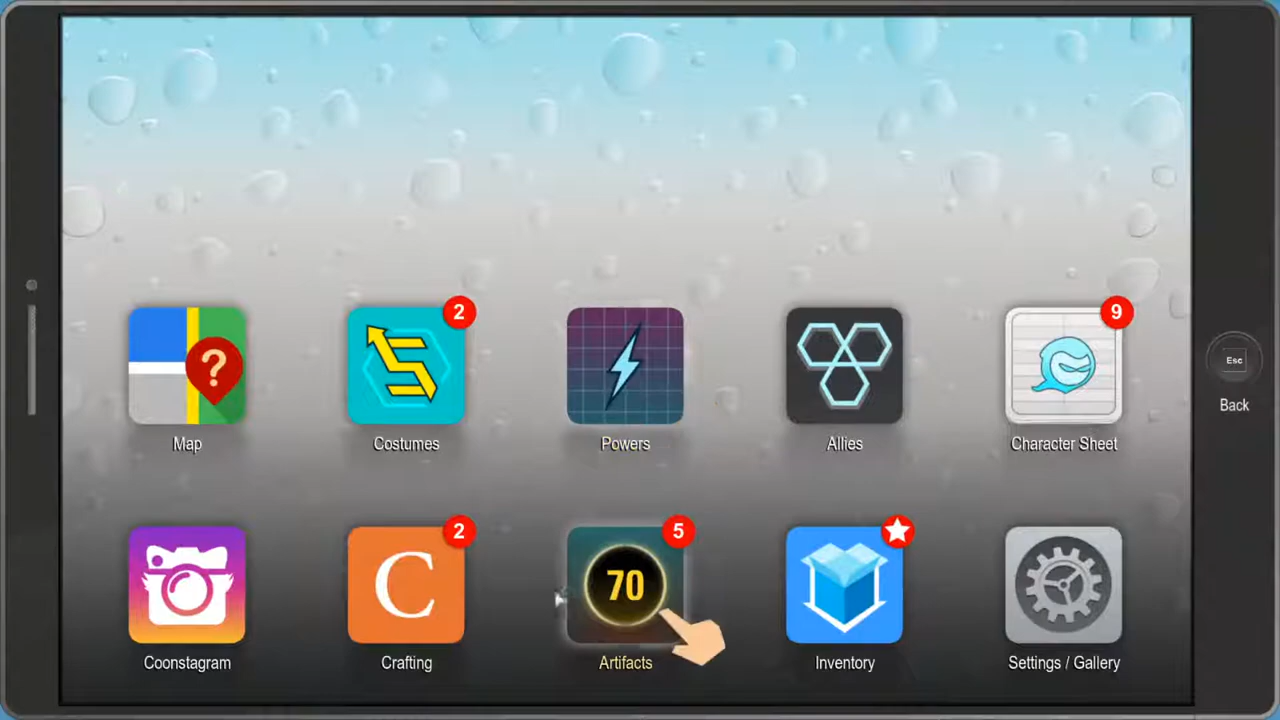 2
9
Map
Costumes
Powers
Allies
Character Sheet
Esc
Back
2
5
C
70
Coonstagram
Crafting
Artifacts
Inventory
Settings / Gallery